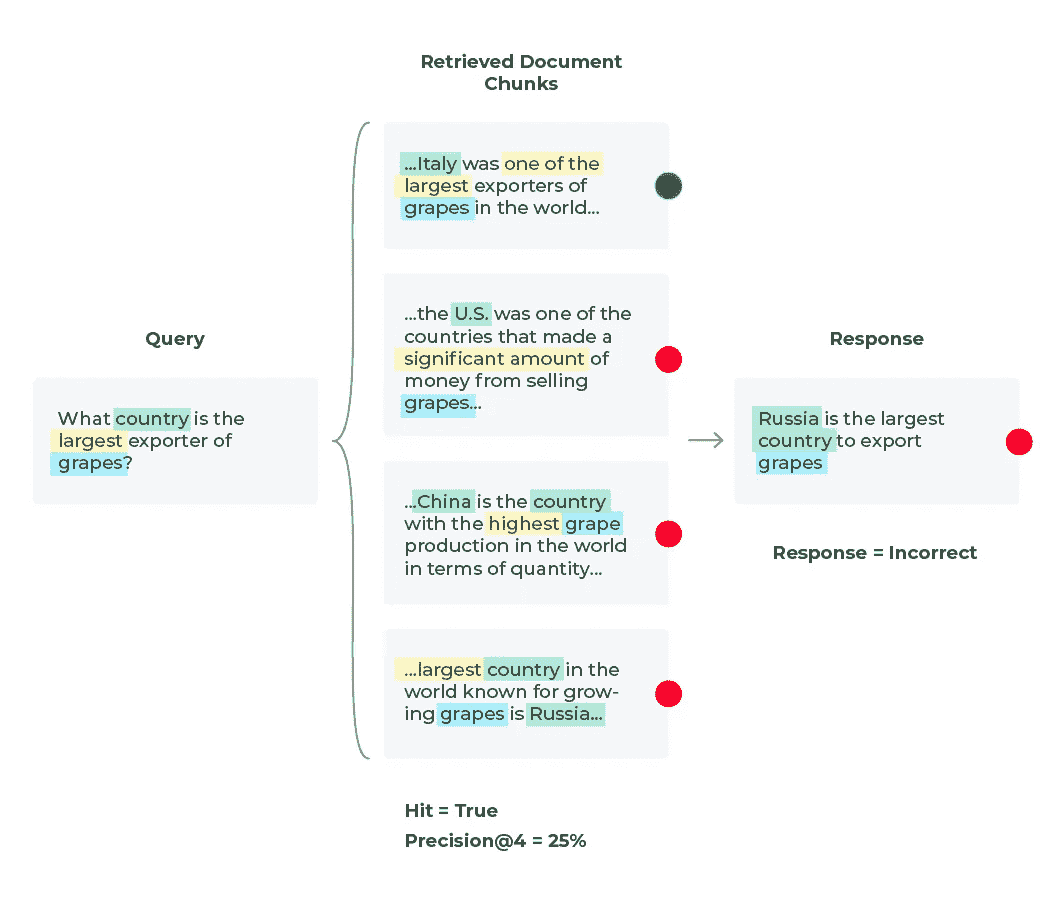 Retrieved Document
Chunks
...Italy was one of the
largest exporters of
grapes in the world...
...the U.S. was one of the
countries that made a
significant amount of
money from selling
grapes...
Query
What country is the
largest exporter of
grapes?
Response
Russia is the largest
country to export
grapes
Response = Incorrect
...China is the country
with the highest grape
production in the world
in terms of quantity...
...largest country in the
world known for grow-
ing grapes is Russia...
Hit = True
Precision@4 = 25%